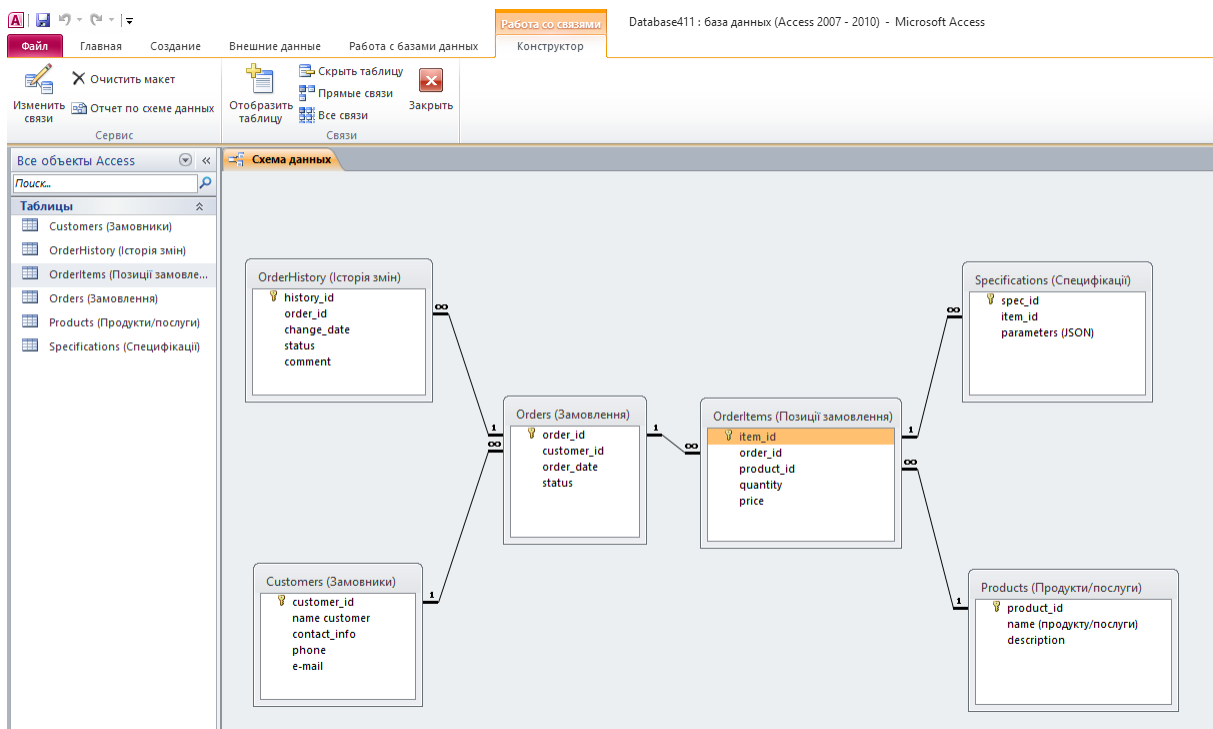 A
Работа со связями
Database411 : база данных (Access 2007 - 2010) - Microsoft Access
Файл Главная Создание Внешние данные Работа с базами данных Конструктор
Изменить связи
Очистить макет
Отчет по схеме данных
Сервис
Отобразить таблицу
Скрыть таблицу
Прямые связи
Все связи
Закрыть
Связи
Все объекты Access
Поиск...
Таблицы
Customers (Замовники)
OrderHistory (Історія змін)
OrderItems (Позиції замовле...
Orders (Замовлення)
Products (Продукти/послуги)
Specifications (Специфікації)
Схема данных
OrderHistory (Історія змін)
history_id
order_id
change_date
status
comment
∞
1
∞
Orders (Замовлення)
order_id
customer_id
order_date
status
1
∞
Customers (Замовники)
customer_id
name customer
contact_info
phone
e-mail
1
OrderItems (Позиції замовлення)
item_id
order_id
product_id
quantity
price
1
∞
Specifications (Специфікації)
spec_id
item_id
parameters (JSON)
∞
Products (Продукти/послуги)
product_id
name (продукту/послуги)
description
1